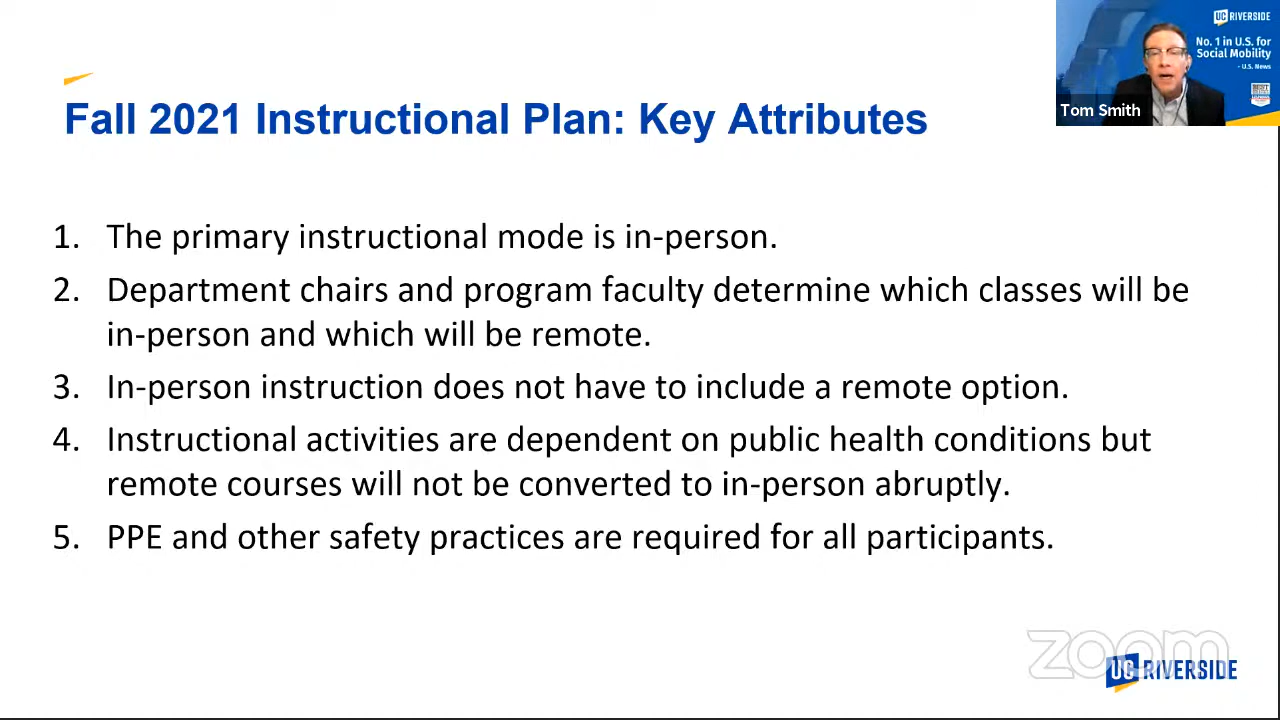 UC RIVERSIDE
No. 1 in U.S. for
Social Mobility
- U.S. News
Tom Smith
Fall 2021 Instructional Plan: Key Attributes
1. The primary instructional mode is in-person.
2. Department chairs and program faculty determine which classes will be
in-person and which will be remote.
3. In-person instruction does not have to include a remote option.
4. Instructional activities are dependent on public health conditions but
remote courses will not be converted to in-person abruptly.
5. PPE and other safety practices are required for all participants.
zoom
UC RIVERSIDE